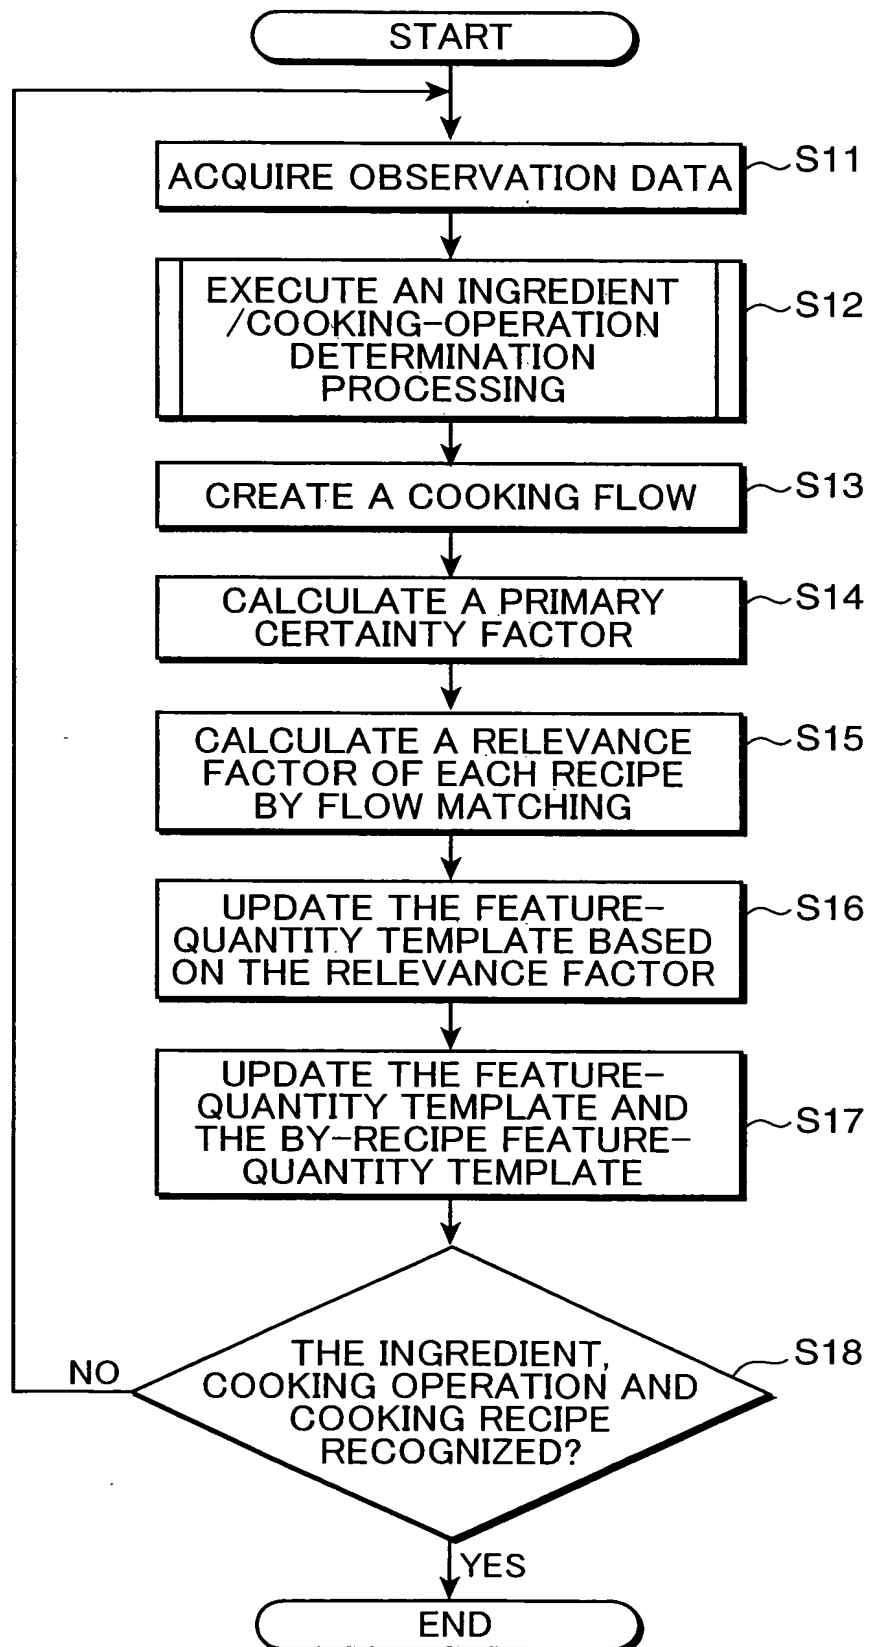 START
ACQUIRE OBSERVATION DATA
S11
EXECUTE AN INGREDIENT
/COOKING-OPERATION
DETERMINATION
PROCESSING
S12
CREATE A COOKING FLOW
S13
CALCULATE A PRIMARY
CERTAINTY FACTOR
S14
CALCULATE A RELEVANCE
FACTOR OF EACH RECIPE
BY FLOW MATCHING
S15
UPDATE THE FEATURE-
QUANTITY TEMPLATE BASED
ON THE RELEVANCE FACTOR
S16
UPDATE THE FEATURE-
QUANTITY TEMPLATE AND
THE BY-RECIPE FEATURE-
QUANTITY TEMPLATE
S17
THE INGREDIENT,
COOKING OPERATION AND
COOKING RECIPE
RECOGNIZED?
S18
NO
YES
END